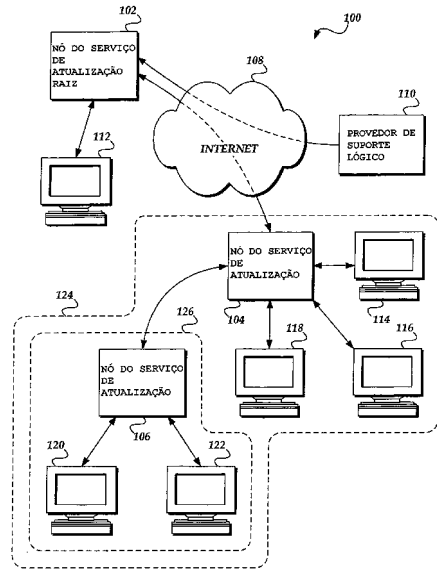 102
100
NÓ DO SERVIÇO
DE
ATUALIZAÇÃO
RAIZ
108
110
PROVEDOR DE
SUPORTE
LÓGICO
INTERNET
112
NÓ DO SERVIÇO
DE
ATUALIZAÇÃO
124
126
104
118
114
116
NÓ DO SERVIÇO
DE
ATUALIZAÇÃO
106
120
122